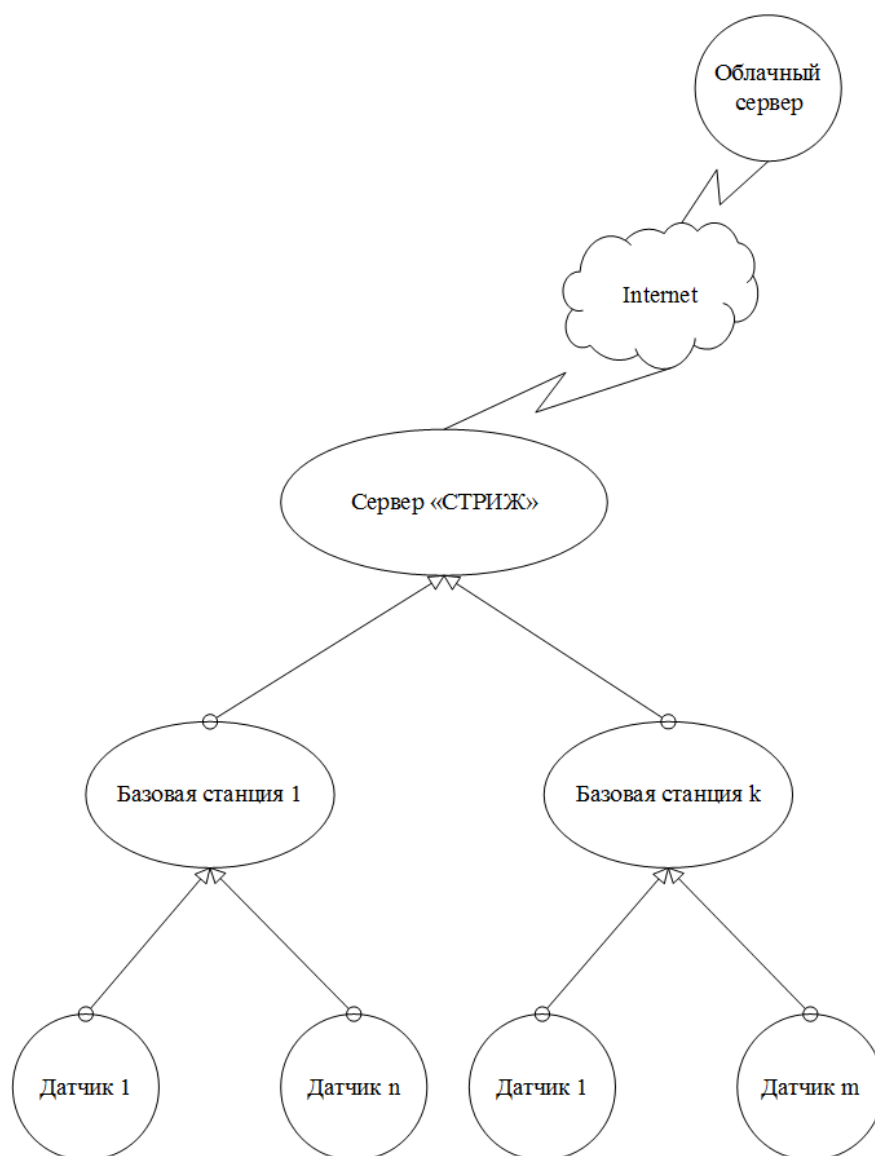 Облачный
сервер
Internet
Сервер «СТРИЖ»
Базовая станция 1
Базовая станция k
Датчик 1
Датчик n
Датчик 1
Датчик m